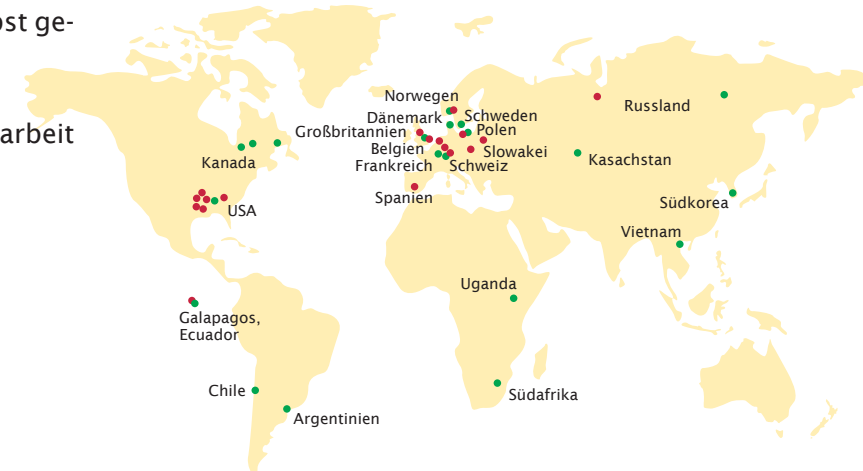 ost ge-
arbeit
Norwegen
Dänemark
Schweden
Großbritannien
Polen
Belgien
Slowakei
Frankreich
Schweiz
Spanien
Kanada
USA
Russland
Kasachstan
Südkorea
Vietnam
Uganda
Galapagos,
Ecuador
Chile
Argentinien
Südafrika